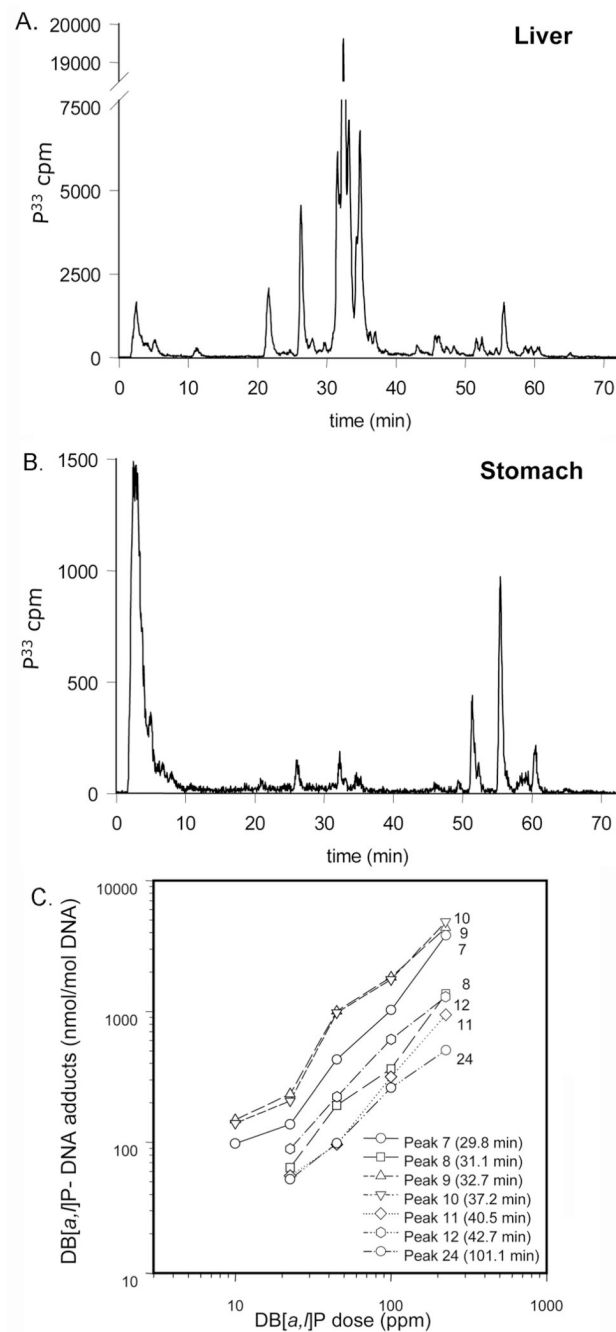 A.
Liver
20000
19000
7500
5000
2500
0
P³³ cpm
0 10 20 30 40 50 60 70
time (min)
B.
Stomach
1500
1000
500
0
P³³ cpm
0 10 20 30 40 50 60 70
time (min)
C.
10000
1000
100
10
DB[a,l]P- DNA adducts (nmol/mol DNA)
10
9
7
8
12
11
24
Peak 7 (29.8 min)
Peak 8 (31.1 min)
Peak 9 (32.7 min)
Peak 10 (37.2 min)
Peak 11 (40.5 min)
Peak 12 (42.7 min)
Peak 24 (101.1 min)
10 100 1000
DB[a,l]P dose (ppm)